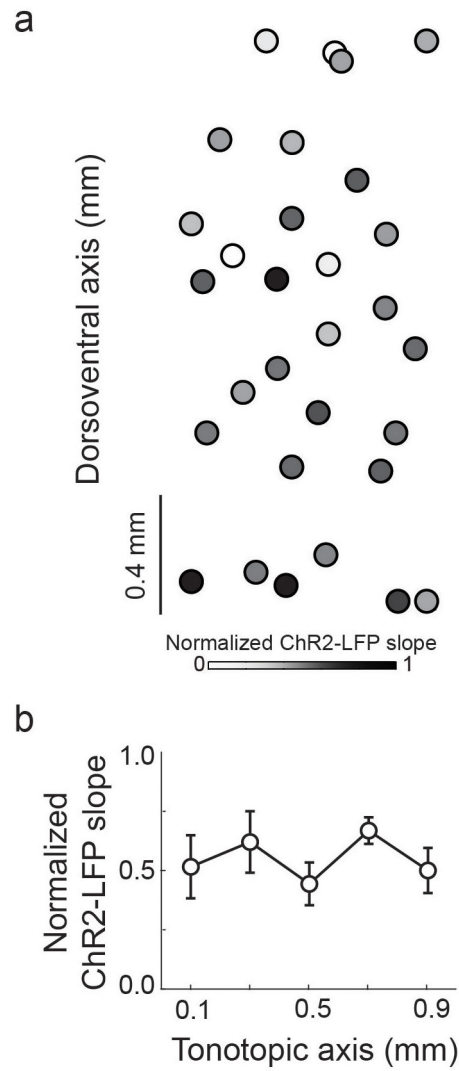 a
Dorsoventral axis (mm)
0.4 mm
Normalized ChR2-LFP slope
0 1
b
Normalized
ChR2-LFP slope
1.0
0.5
0.0
0.1 0.5 0.9
Tonotopic axis (mm)